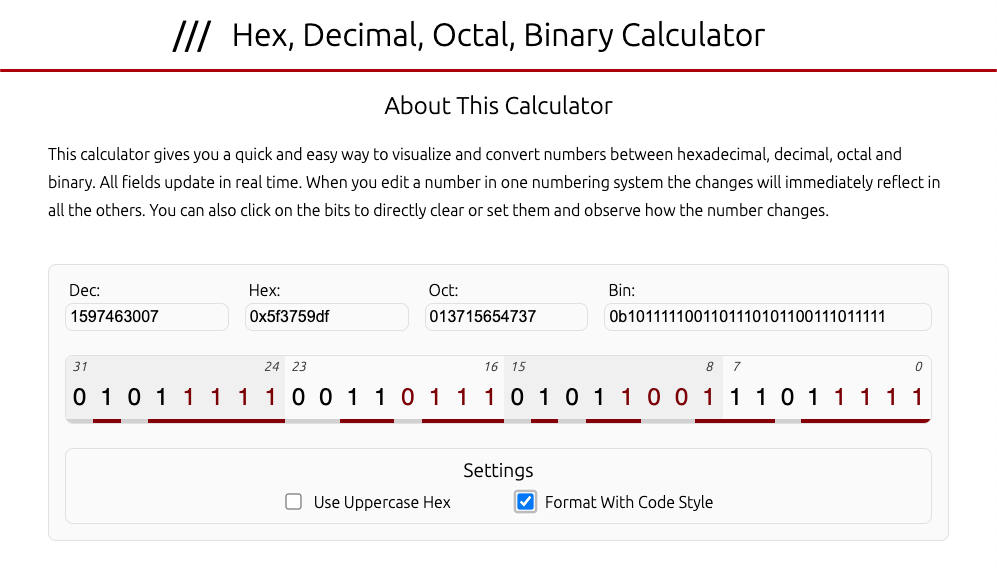 /// Hex, Decimal, Octal, Binary Calculator
About This Calculator
This calculator gives you a quick and easy way to visualize and convert numbers between hexadecimal, decimal, octal and
binary. All fields update in real time. When you edit a number in one numbering system the changes will immediately reflect in
all the others. You can also click on the bits to directly clear or set them and observe how the number changes.
Dec: Hex: Oct: Bin:
1597463007 0x5f3759df 013715654737 0b1011111001101110101100111011111
31 24 23 16 15 8 7 0
0 1 0 1 1 1 1 1 0 0 1 1 0 1 1 1 0 1 0 1 1 0 0 1 1 1 0 1 1 1 1 1
Settings
Use Uppercase Hex Format With Code Style